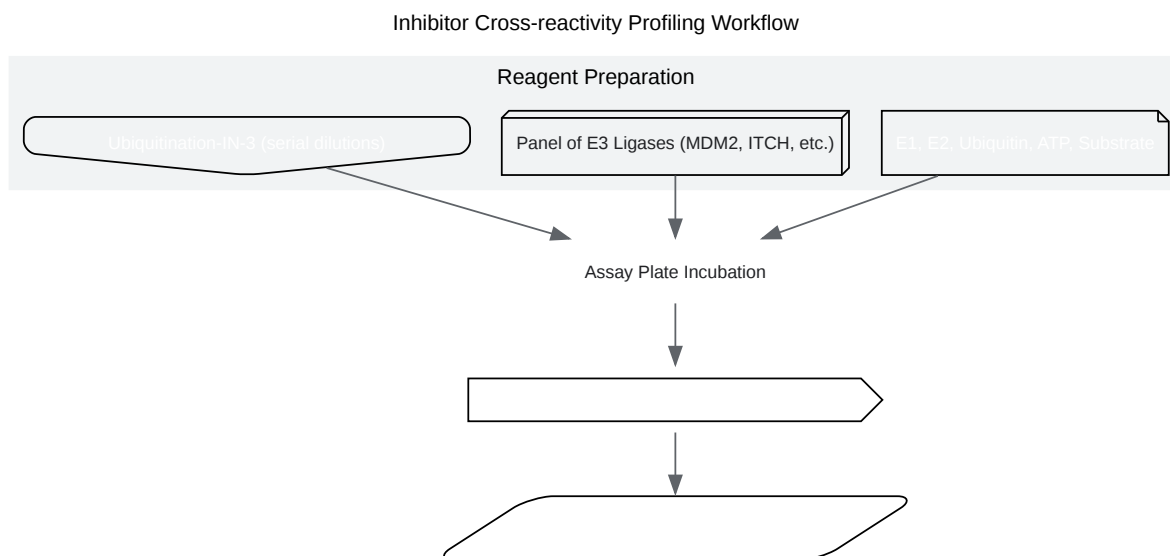 Inhibitor Cross-reactivity Profiling Workflow
Reagent Preparation
Ubiquitination-IN-3 (serial dilutions)
Panel of E3 Ligases (MDM2, ITCH, etc.)
E1, E2, Ubiquitin, ATP, Substrate
Assay Plate Incubation